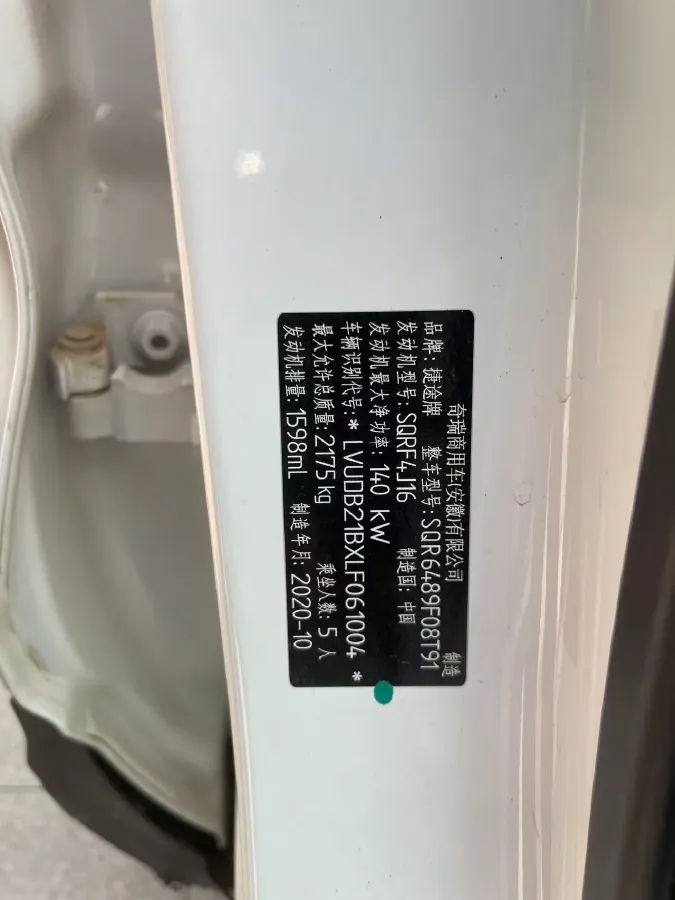 奇瑞商用车(安徽)有限公司 制造
品牌: 捷途牌 整车型号: SQR6489F08T91
发动机型号: SQRF4J16 制造国: 中国
发动机最大净功率: 140 kW
车辆识别代号: * LVUDB21BXLF061004 *
最大允许总质量: 2175 kg 乘坐人数: 5 人
发动机排量: 1598mL 制造年月: 2020-10